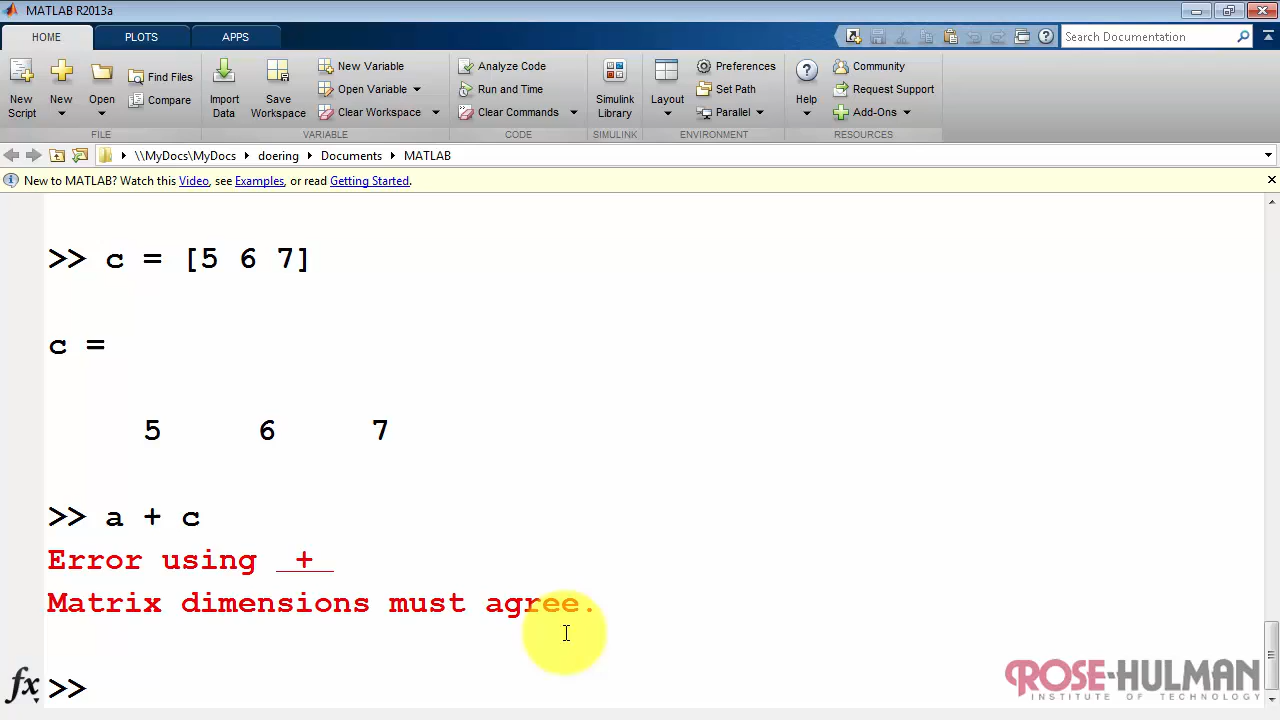 MATLAB R2013a
HOME PLOTS APPS
Search Documentation
New Script
New
Open
Find Files
Compare
FILE
Import Data
Save Workspace
New Variable
Open Variable
Clear Workspace
VARIABLE
Analyze Code
Run and Time
Clear Commands
CODE
Simulink Library
SIMULINK
Layout
Preferences
Set Path
Parallel
ENVIRONMENT
Help
Community
Request Support
Add-Ons
RESOURCES
\\MyDocs\MyDocs doering Documents MATLAB
New to MATLAB? Watch this Video, see Examples, or read Getting Started.
>> c = [5 6 7]
c =
5 6 7
>> a + c
Error using +
Matrix dimensions must agree.
fx >>
ROSE-HULMAN
INSTITUTE OF TECHNOLOGY